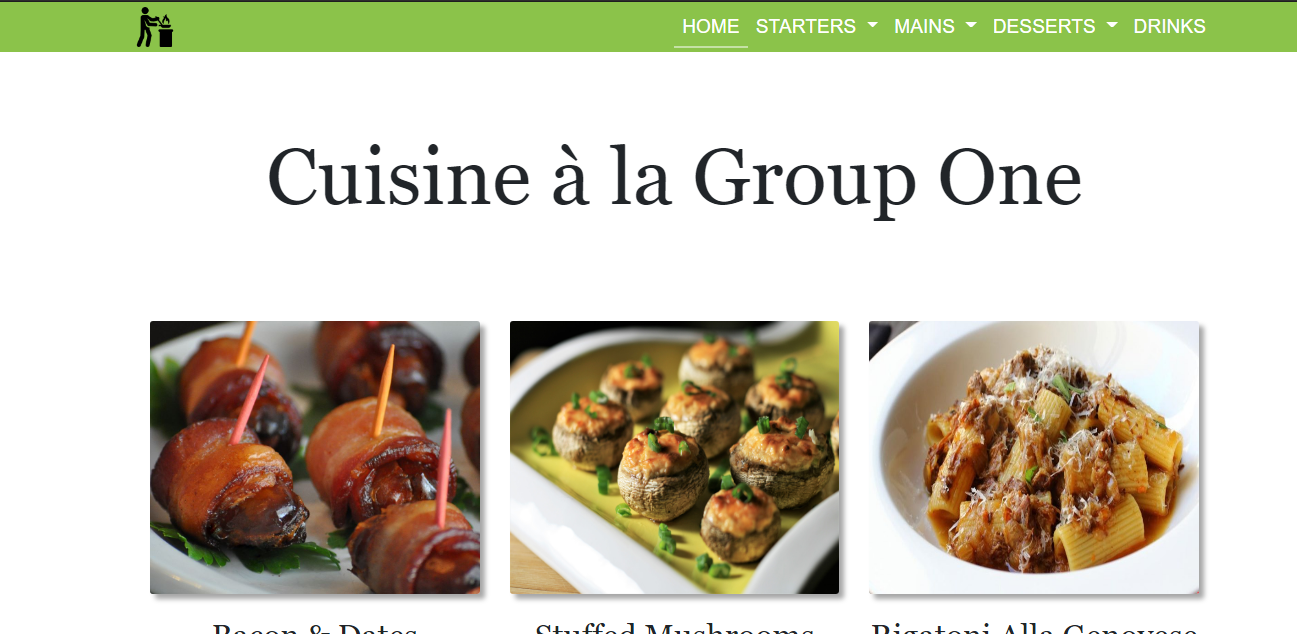 HOME STARTERS MAINS DESSERTS DRINKS
Cuisine à la Group One
Bacon & Dates Stuffed Mushrooms Rigatoni Alla Genovese